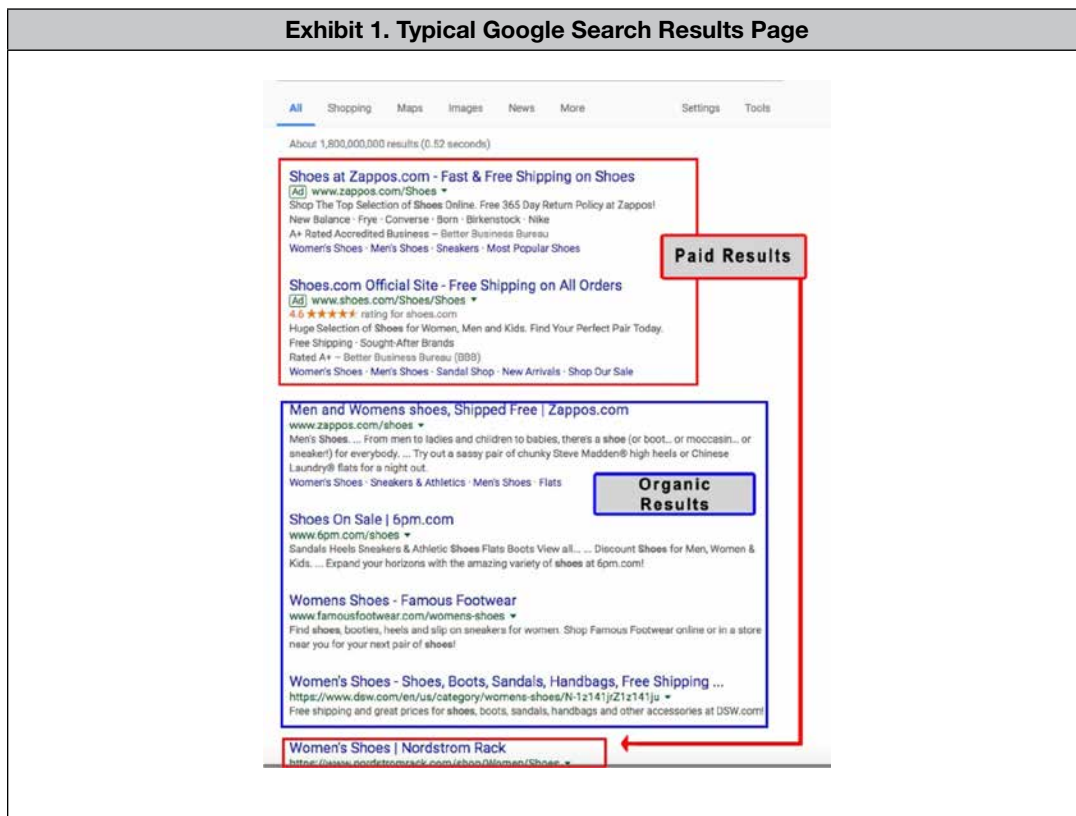 Exhibit 1. Typical Google Search Results Page
All Shopping Maps Images News More Settings Tools
About 1,800,000,000 results (0.52 seconds)
Shoes at Zappos.com - Fast & Free Shipping on Shoes
Ad www.zappos.com/Shoes
Shop The Top Selection of Shoes Online. Free 365 Day Return Policy at Zappos!
New Balance · Frye · Converse · Born · Birkenstock · Nike
A+ Rated Accredited Business – Better Business Bureau
Women's Shoes · Men's Shoes · Sneakers · Most Popular Shoes
Paid Results
Shoes.com Official Site - Free Shipping on All Orders
Ad www.shoes.com/Shoes/Shoes
4.6 ★★★★★ rating for shoes.com
Huge Selection of Shoes for Women, Men and Kids. Find Your Perfect Pair Today.
Free Shipping · Sought-After Brands
Rated A+ – Better Business Bureau (BBB)
Women's Shoes · Men's Shoes · Sandal Shop · New Arrivals · Shop Our Sale
Men and Womens shoes, Shipped Free | Zappos.com
www.zappos.com/shoes
Men's Shoes. ... From men to ladies and children to babies, there's a shoe (or boot... or moccasin... or
sneaker!) for everybody. ... Try out a sassy pair of chunky Steve Madden® high heels or Chinese
Laundry® flats for a night out.
Women's Shoes · Sneakers & Athletics · Men's Shoes · Flats
Organic
Results
Shoes On Sale | 6pm.com
www.6pm.com/shoes
Sandals Heels Sneakers & Athletic Shoes Flats Boots View all... ... Discount Shoes for Men, Women &
Kids. ... Expand your horizons with the amazing variety of shoes at 6pm.com!
Womens Shoes - Famous Footwear
www.famousfootwear.com/womens-shoes
Find shoes, booties, heels and slip on sneakers for women. Shop Famous Footwear online or in a store
near you for your next pair of shoes!
Women's Shoes - Shoes, Boots, Sandals, Handbags, Free Shipping ...
https://www.dsw.com/en/us/category/womens-shoes/N-1z141jrZ1z141ju
Free shipping and great prices for shoes, boots, sandals, handbags and other accessories at DSW.com!
Women's Shoes | Nordstrom Rack
https://www.nordstromrack.com/shop/Women/Shoes